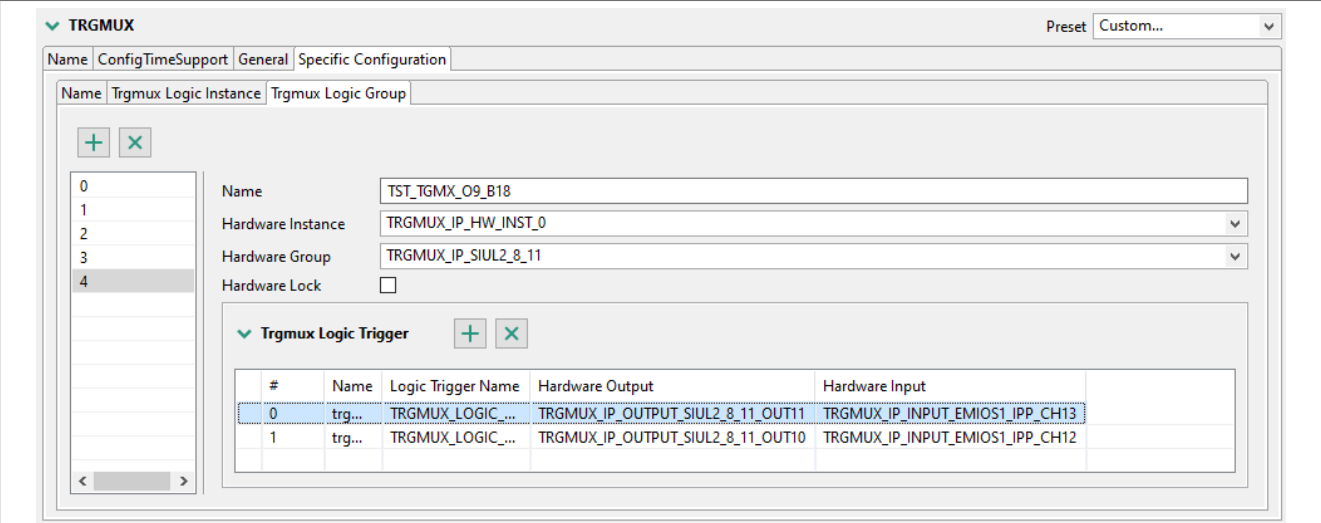 TRGMUX
Preset Custom...
Name ConfigTimeSupport General Specific Configuration
Name Trgmux Logic Instance Trgmux Logic Group
0
1
2
3
4
Name TST_TGMX_O9_B18
Hardware Instance TRGMUX_IP_HW_INST_0
Hardware Group TRGMUX_IP_SIUL2_8_11
Hardware Lock
Trgmux Logic Trigger
# Name Logic Trigger Name Hardware Output Hardware Input
0 trg... TRGMUX_LOGIC_... TRGMUX_IP_OUTPUT_SIUL2_8_11_OUT11 TRGMUX_IP_INPUT_EMIOS1_IPP_CH13
1 trg... TRGMUX_LOGIC_... TRGMUX_IP_OUTPUT_SIUL2_8_11_OUT10 TRGMUX_IP_INPUT_EMIOS1_IPP_CH12